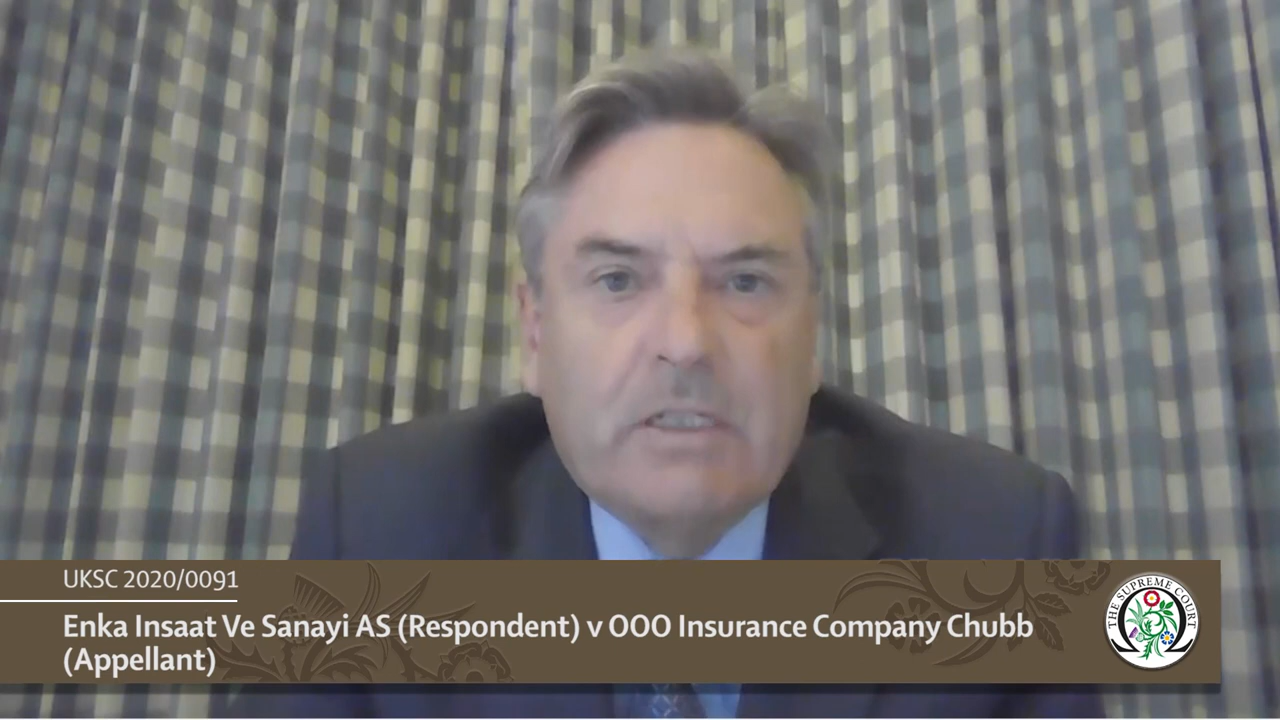 UKSC 2020/0091
Enka Insaat Ve Sanayi AS (Respondent) v OOO Insurance Company Chubb
(Appellant)
THE SUPREME COURT